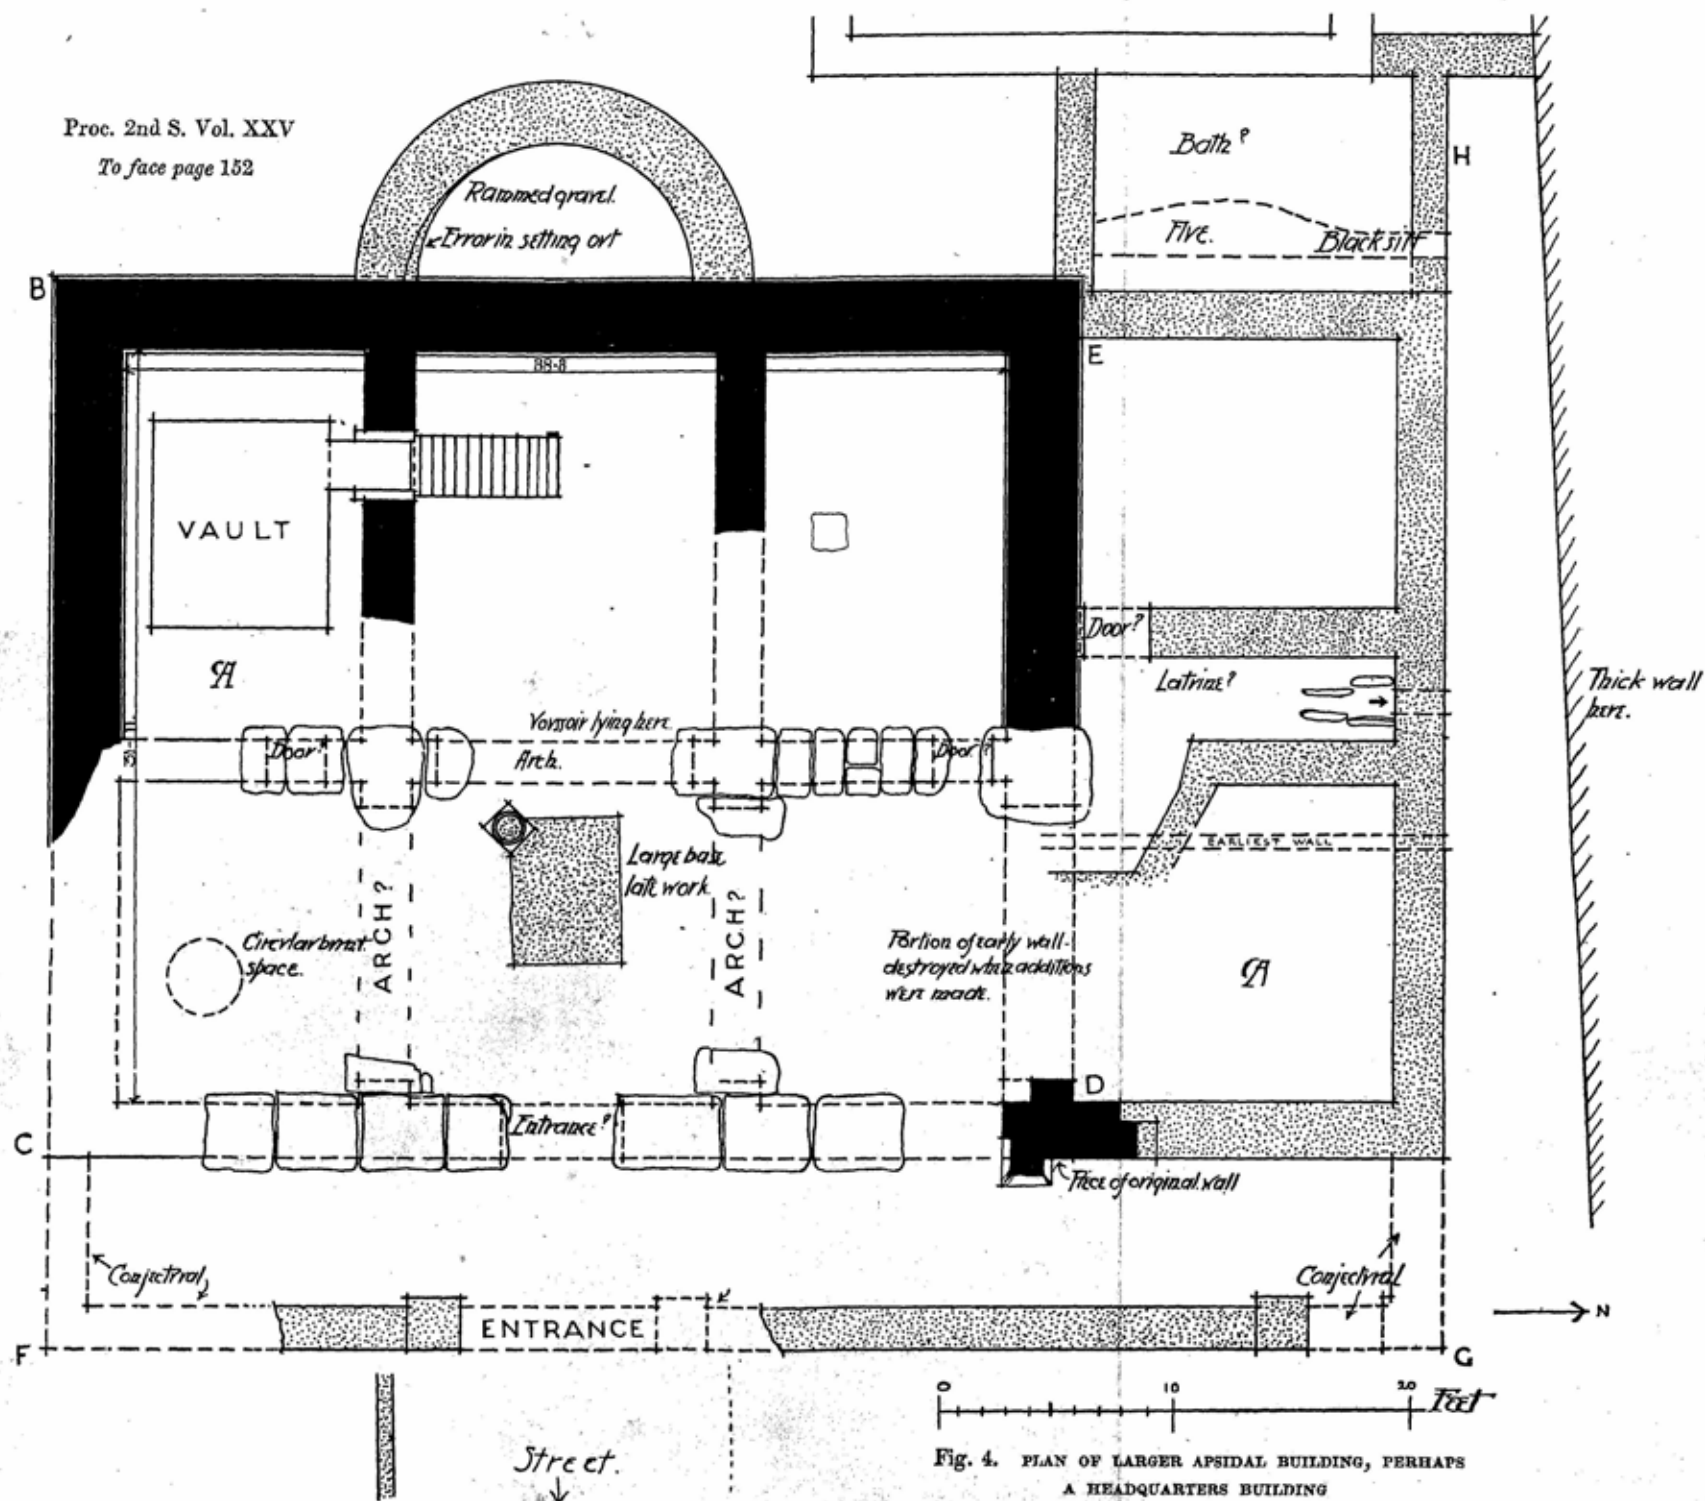 Proc. 2nd S. Vol. XXV
To face page 152
Bath?
H
Rammed gravel.
Error in setting out
Flue.
Black silt
B
E
38-8
VAULT
Door?
A
Latrine?
Thick wall
here.
Voussoir lying here
Door?
Arch.
Door?
EARLIEST WALL
Large base
late work
ARCH?
ARCH?
Circular burnt
space.
Portion of early wall
destroyed when additions
were made.
A
D
C
Entrance?
Piece of original wall
Conjectural
Conjectural
ENTRANCE
N
F
G
0 10 20 Feet
Street.
Fig. 4. PLAN OF LARGER APSIDAL BUILDING, PERHAPS
A HEADQUARTERS BUILDING